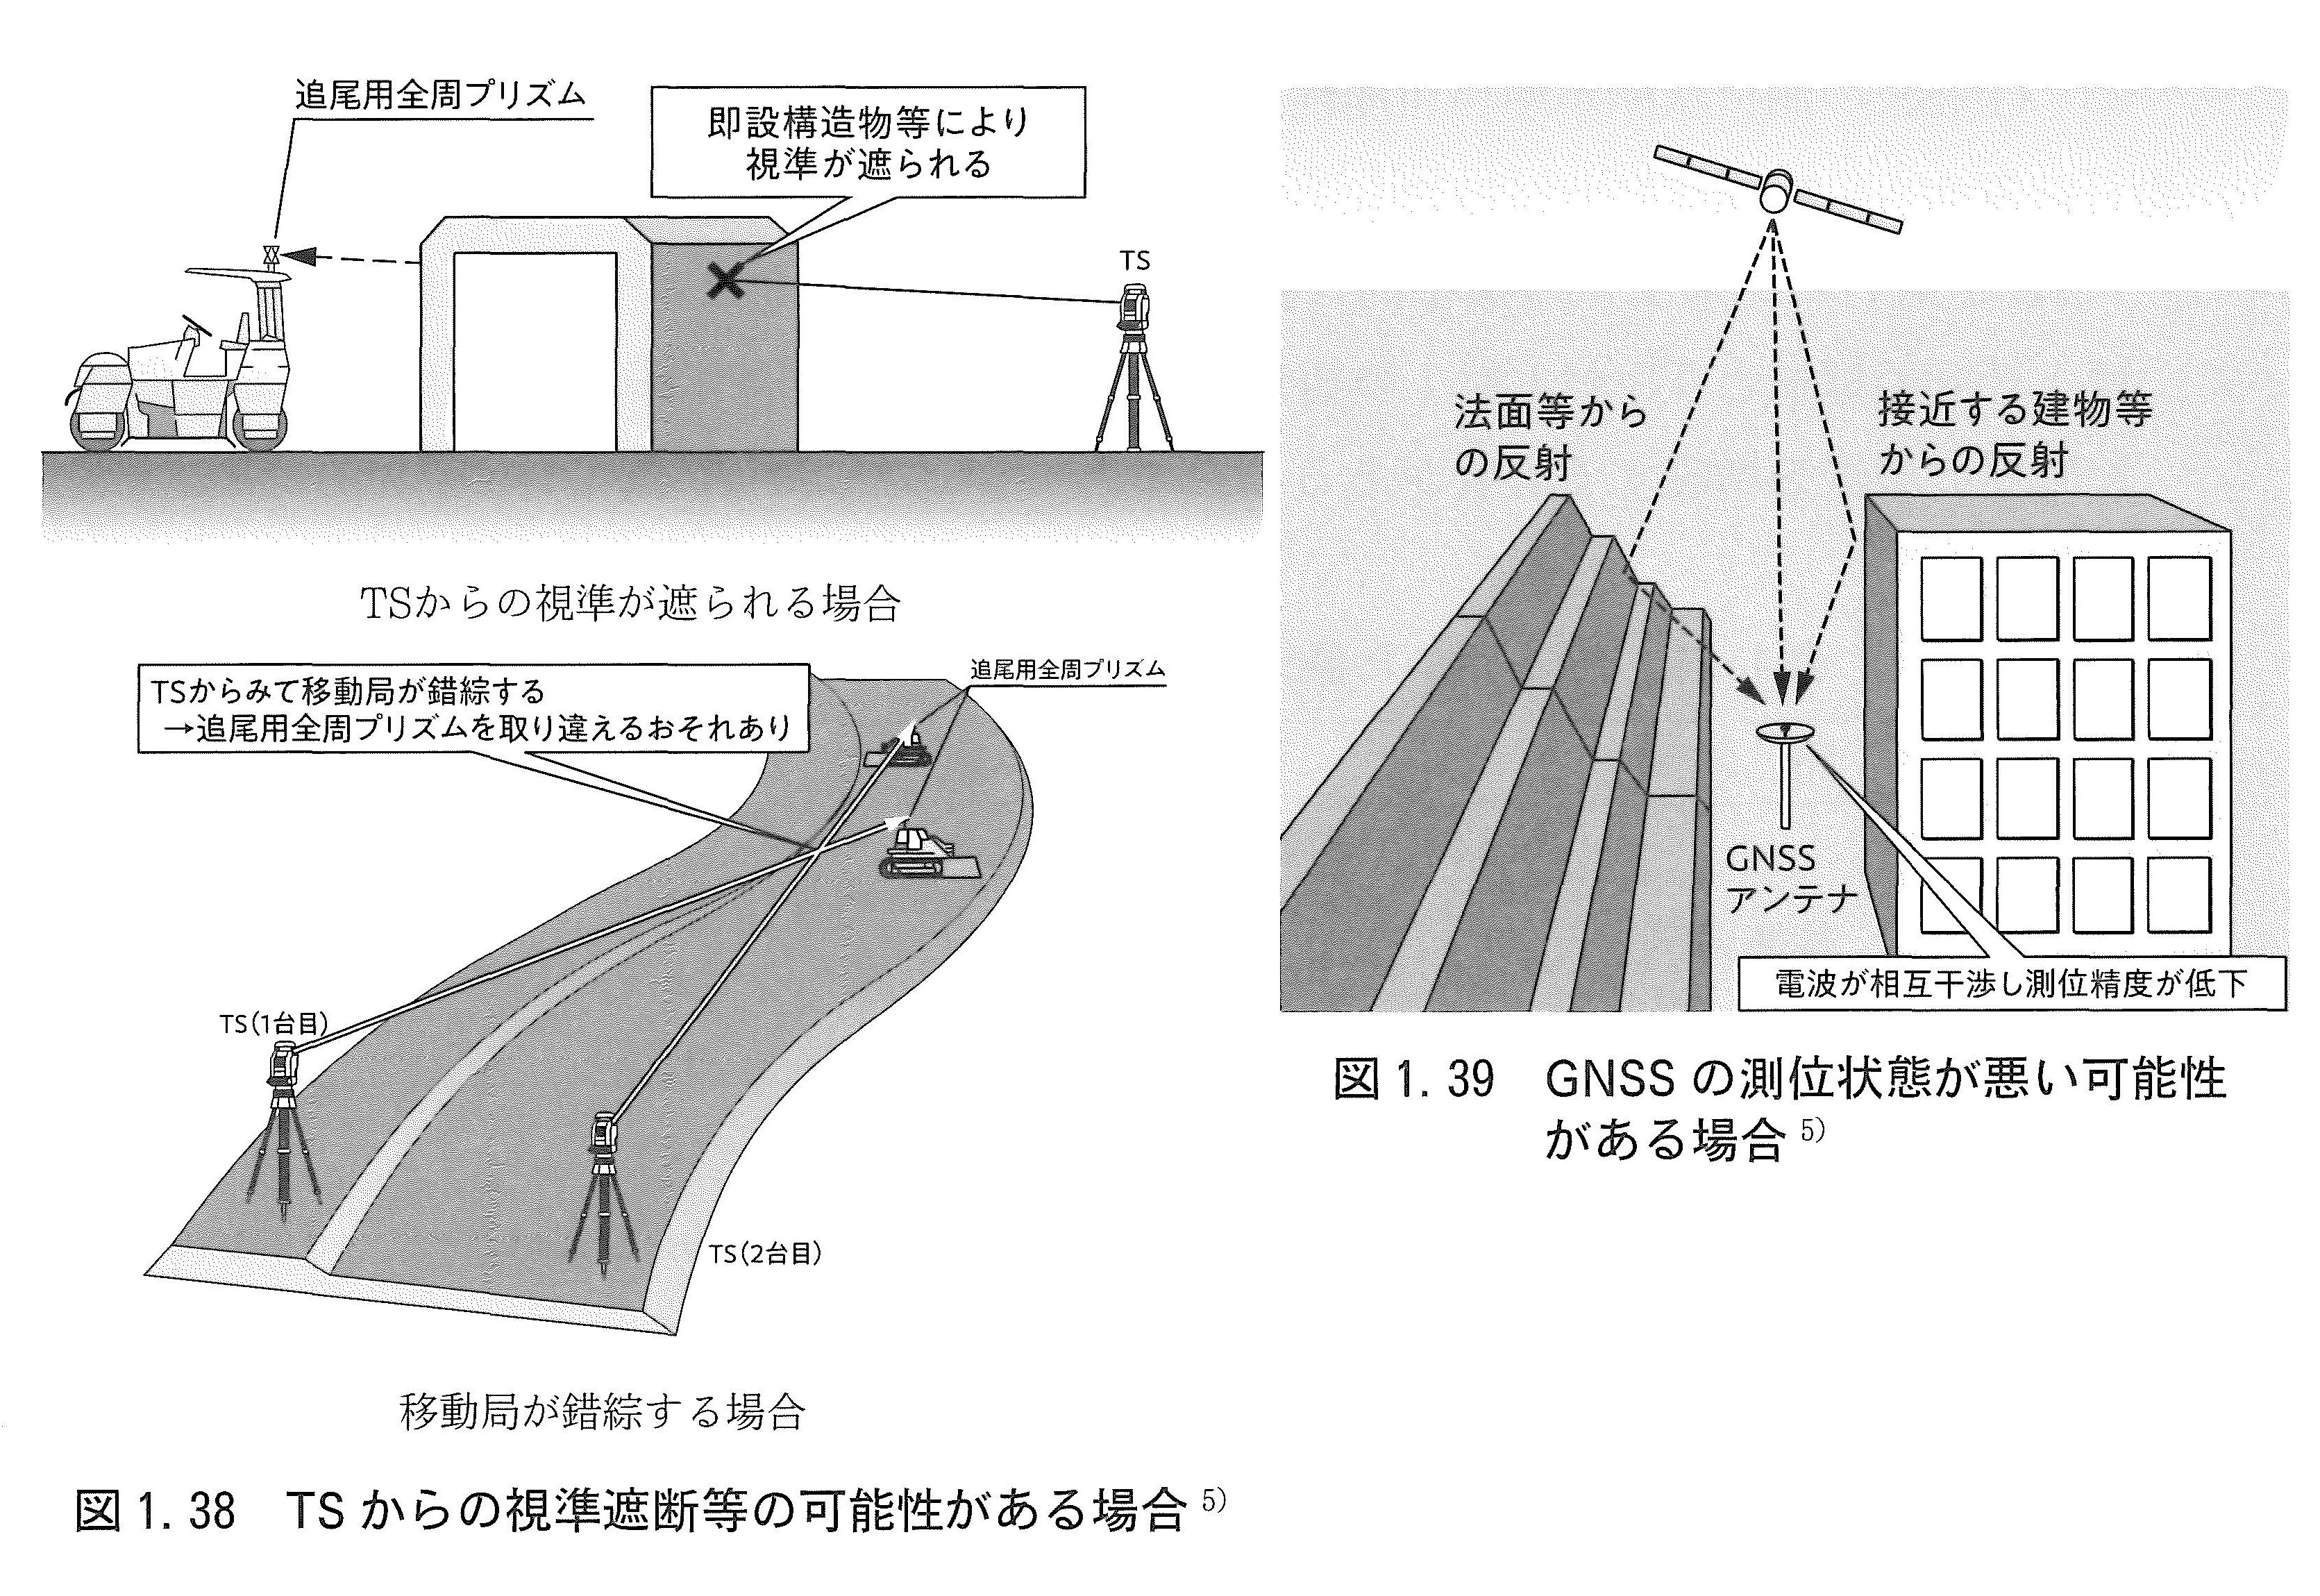 追尾用全周プリズム
即設構造物等により
視準が遮られる
TS
TSからの視準が遮られる場合
TSからみて移動局が錯綜する
→追尾用全周プリズムを取り違えるおそれあり
追尾用全周プリズム
TS(1台目)
TS(2台目)
移動局が錯綜する場合
図1.38 TSからの視準遮断等の可能性がある場合5)
法面等から
の反射
接近する建物等
からの反射
GNSS
アンテナ
電波が相互干渉し測位精度が低下
図1.39 GNSSの測位状態が悪い可能性
がある場合5)